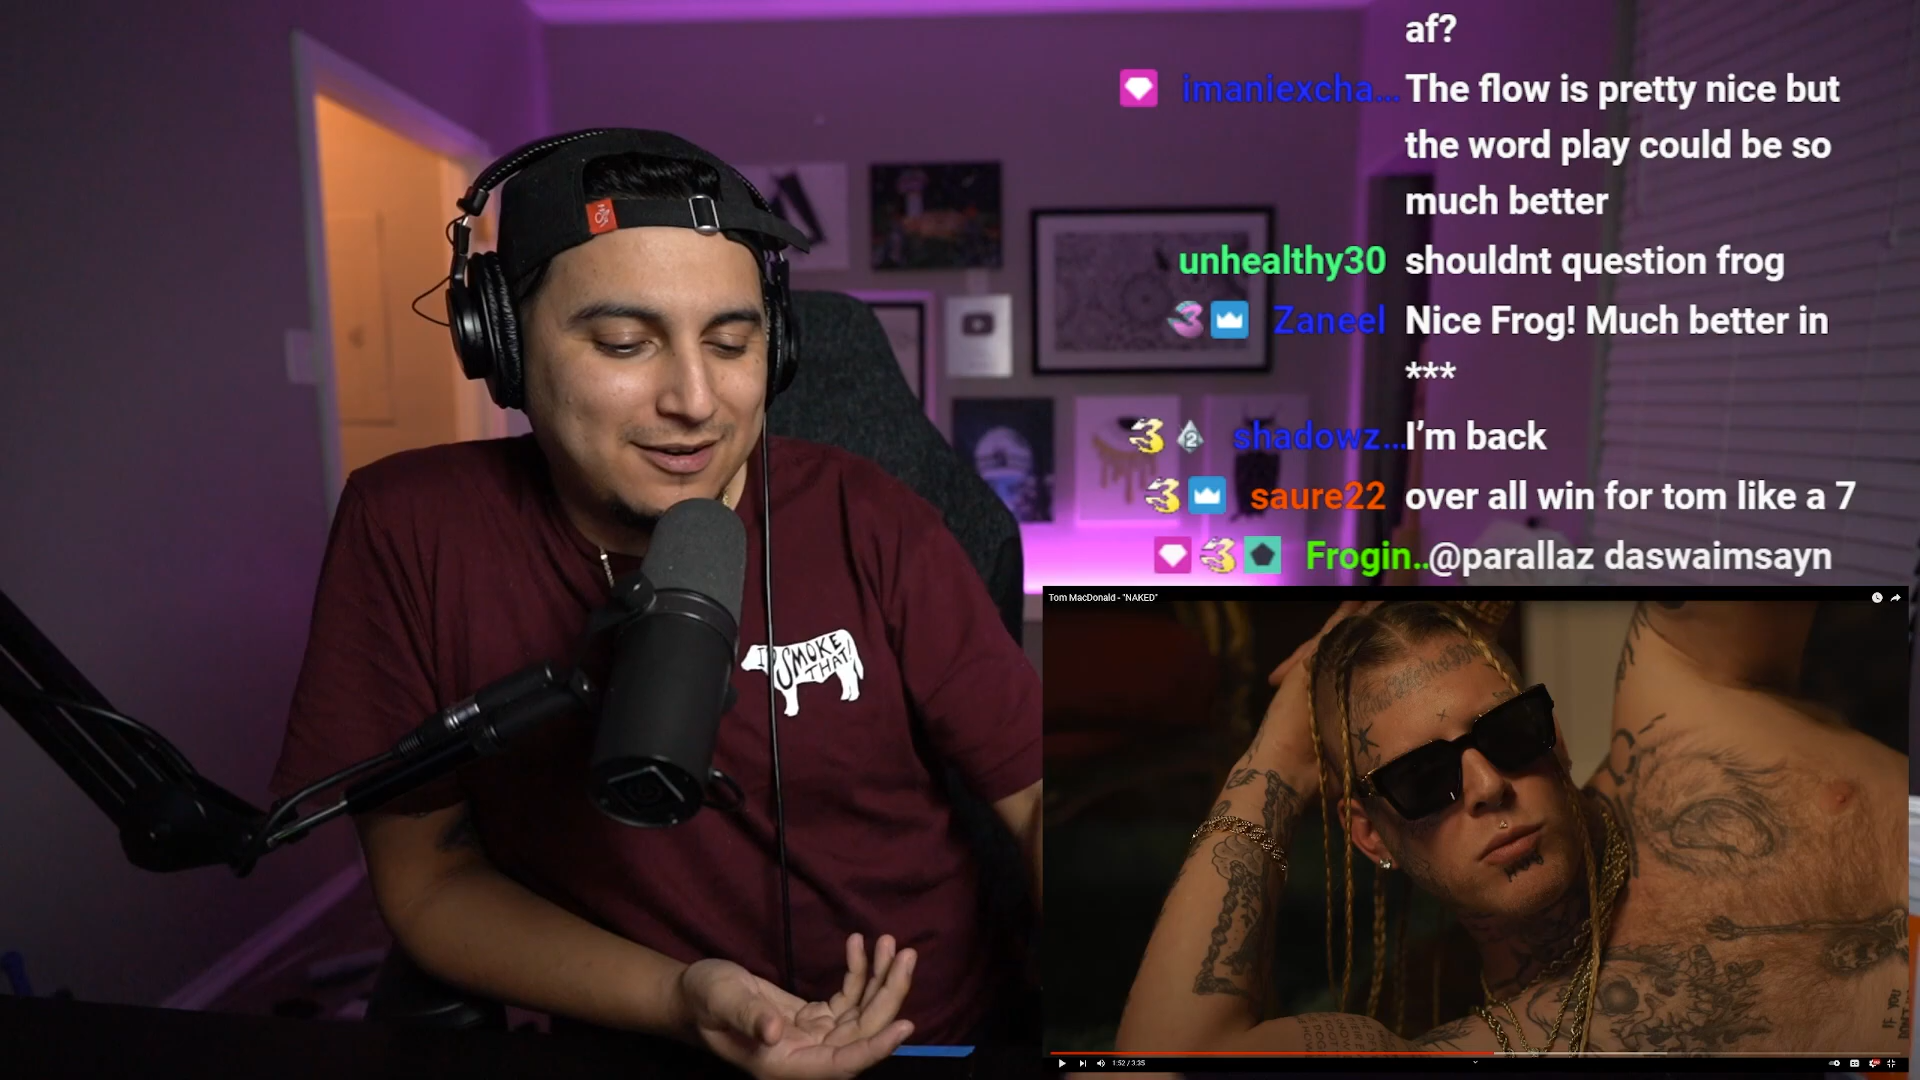 af?
imaniexcha... The flow is pretty nice but
the word play could be so
much better
unhealthy30 shouldnt question frog
Zaneel Nice Frog! Much better in
***
shadowz... I'm back
saure22 over all win for tom like a 7
Frogin.. @parallaz daswaimsayn
I'D SMOKE
THAT!
Tom MacDonald - "NAKED"
1:52 / 3:35